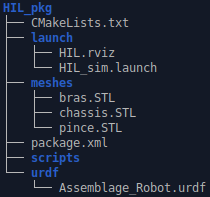 HIL_pkg
├── CMakeLists.txt
├── launch
│   ├── HIL.rviz
│   └── HIL_sim.launch
├── meshes
│   ├── bras.STL
│   ├── chassis.STL
│   └── pince.STL
├── package.xml
├── scripts
└── urdf
    └── Assemblage_Robot.urdf